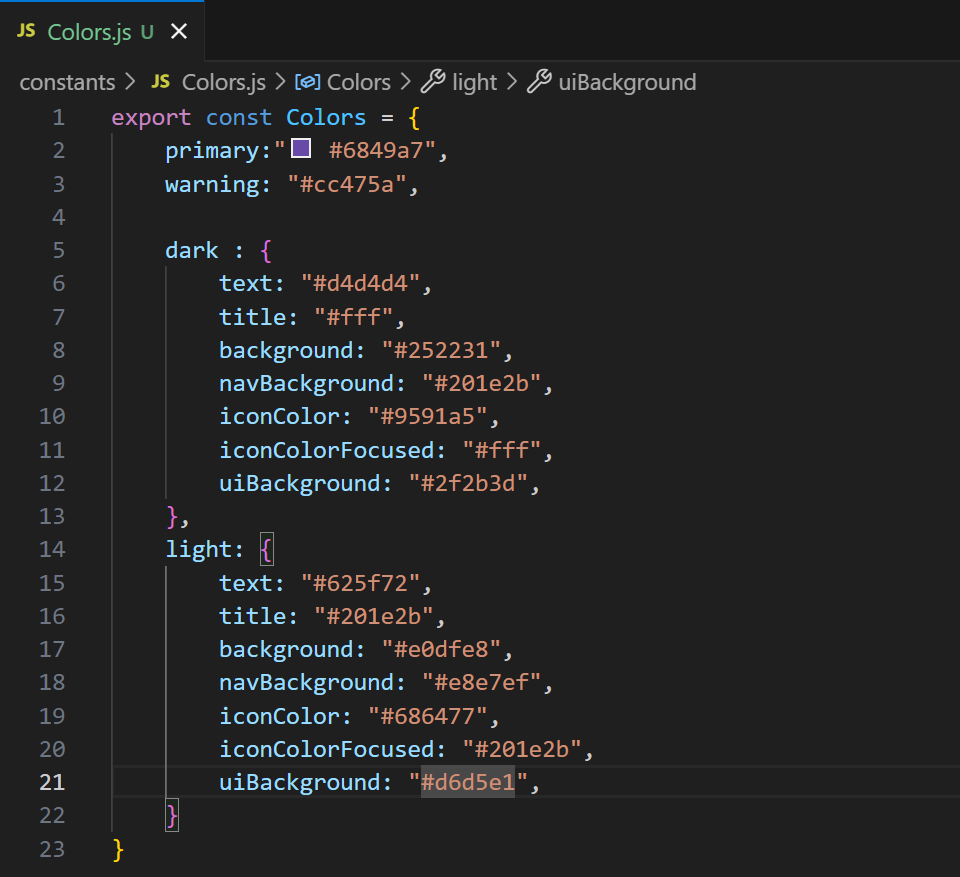 JS Colors.js U ×
constants > JS Colors.js > Colors > light > uiBackground
1 export const Colors = {
2     primary:" #6849a7",
3     warning: "#cc475a",
4
5     dark : {
6         text: "#d4d4d4",
7         title: "#fff",
8         background: "#252231",
9         navBackground: "#201e2b",
10         iconColor: "#9591a5",
11         iconColorFocused: "#fff",
12         uiBackground: "#2f2b3d",
13     },
14     light: {
15         text: "#625f72",
16         title: "#201e2b",
17         background: "#e0dfe8",
18         navBackground: "#e8e7ef",
19         iconColor: "#686477",
20         iconColorFocused: "#201e2b",
21         uiBackground: "#d6d5e1",
22     }
23 }